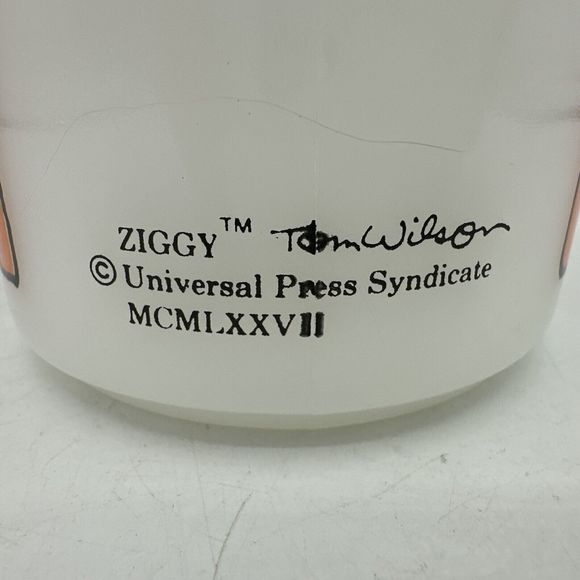 ZIGGY™ Tom Wilson
© Universal Press Syndicate
MCMLXXVII